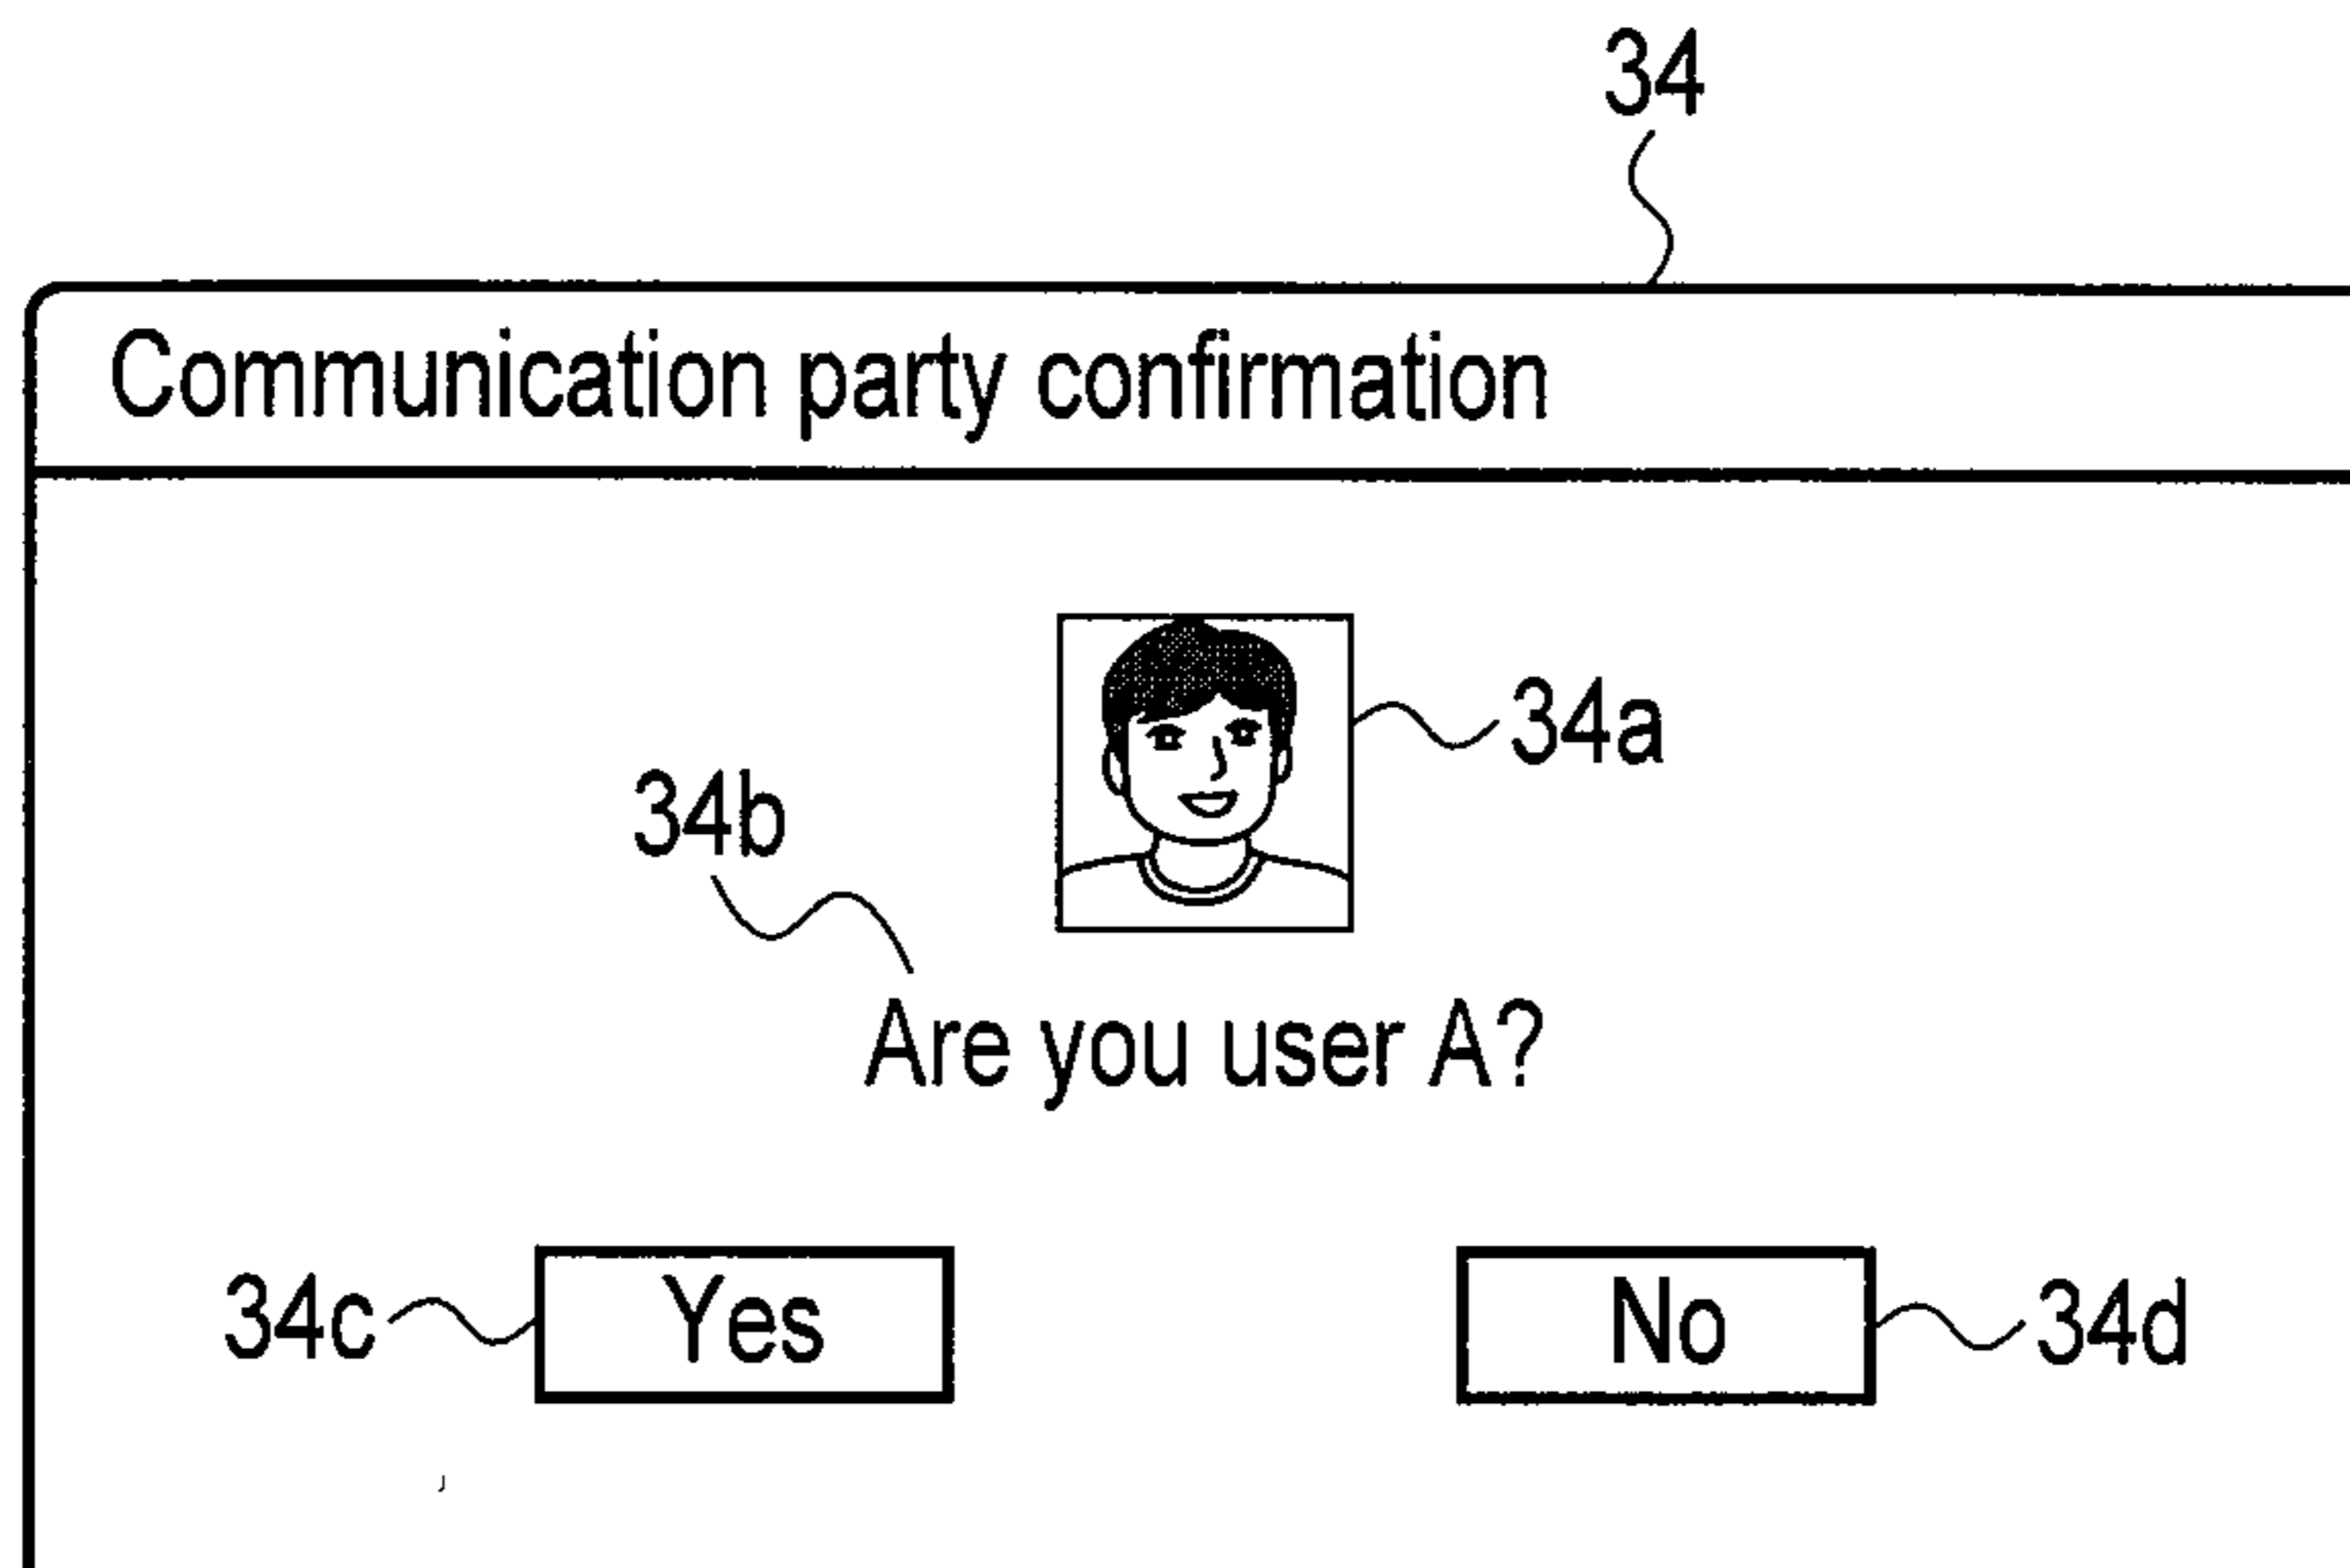 34
Communication party confirmation
34a
34b
Are you user A?
34c Yes No 34d